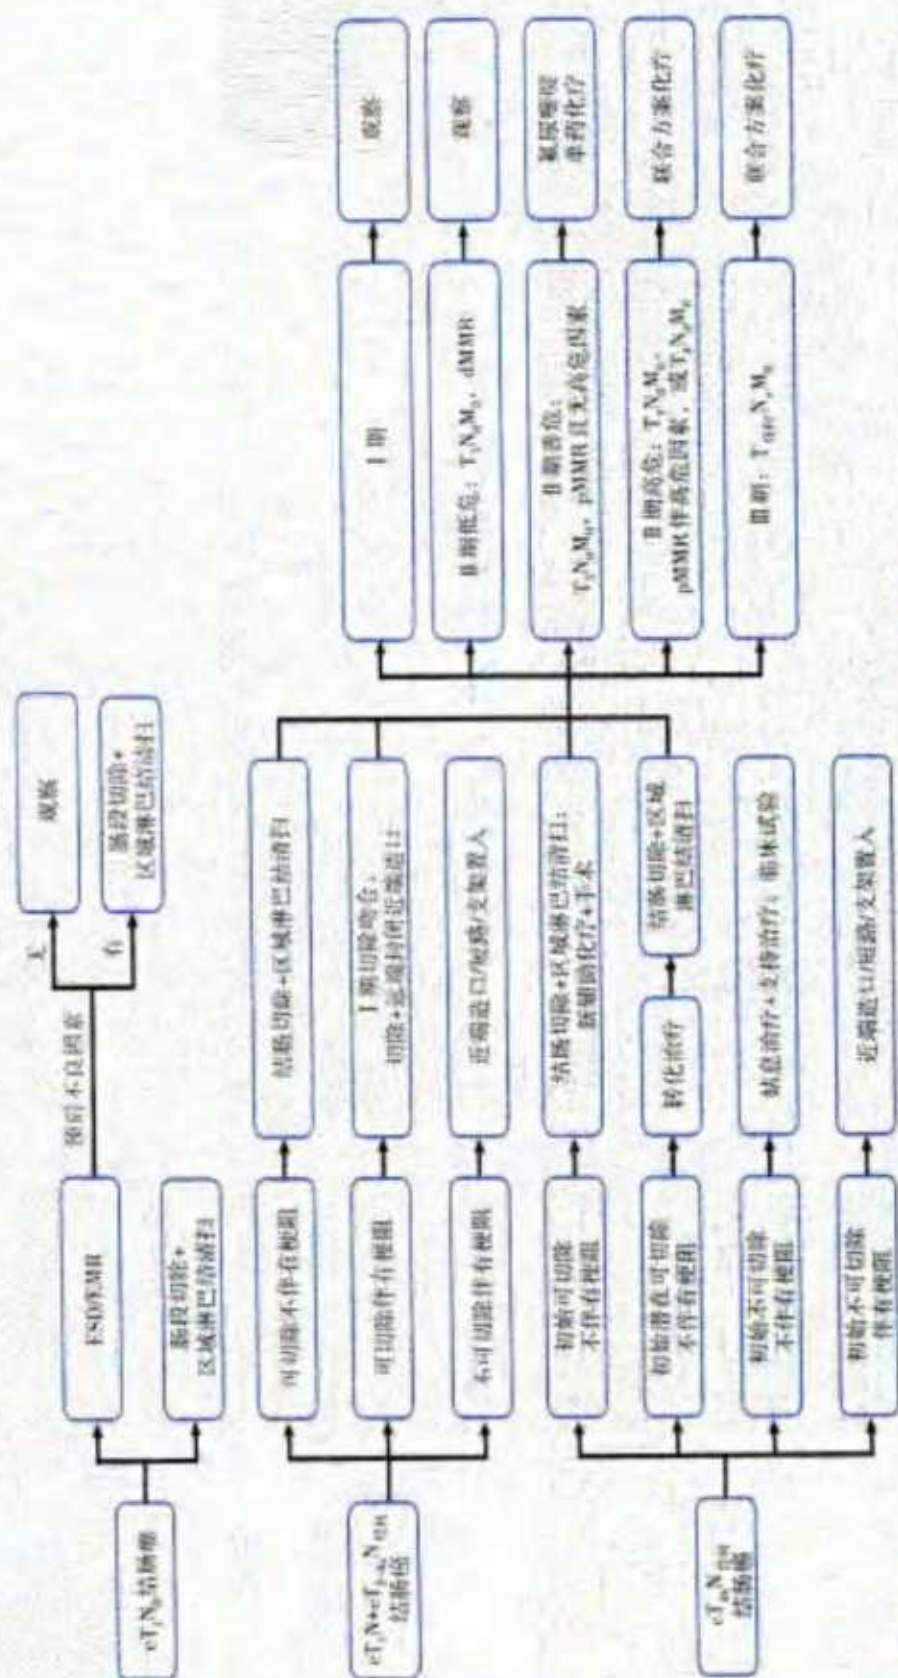 cT₁N₀结肠癌
ESD/EMR
预后不良因素
无
观察
有
肠段切除+
区域淋巴结清扫
肠段切除+
区域淋巴结清扫
cT₁N+cT₂₋₄ₐN任何
结肠癌
可切除不伴有梗阻
结肠切除+区域淋巴结清扫
可切除伴有梗阻
Ⅰ期切除吻合；
切除+远端封闭近端造口
不可切除伴有梗阻
近端造口/短路/支架置入
cT₄ᵦN任何
结肠癌
初始可切除
不伴有梗阻
结肠切除+区域淋巴结清扫；
新辅助化疗+手术
初始潜在可切除
不伴有梗阻
转化治疗
结肠切除+区域
淋巴结清扫
初始不可切除
不伴有梗阻
姑息治疗+支持治疗；临床试验
初始不可切除
伴有梗阻
近端造口/短路/支架置入
Ⅰ期
观察
Ⅱ期低危：T₃N₀M₀，dMMR
观察
Ⅱ期普危：
T₃N₀M₀，pMMR且无高危因素
氟尿嘧啶
单药化疗
Ⅱ期高危：T₃N₀M₀，
pMMR伴高危因素，或T₄N₀M₀
联合方案化疗
Ⅲ期：T任何N₊M₀
联合方案化疗